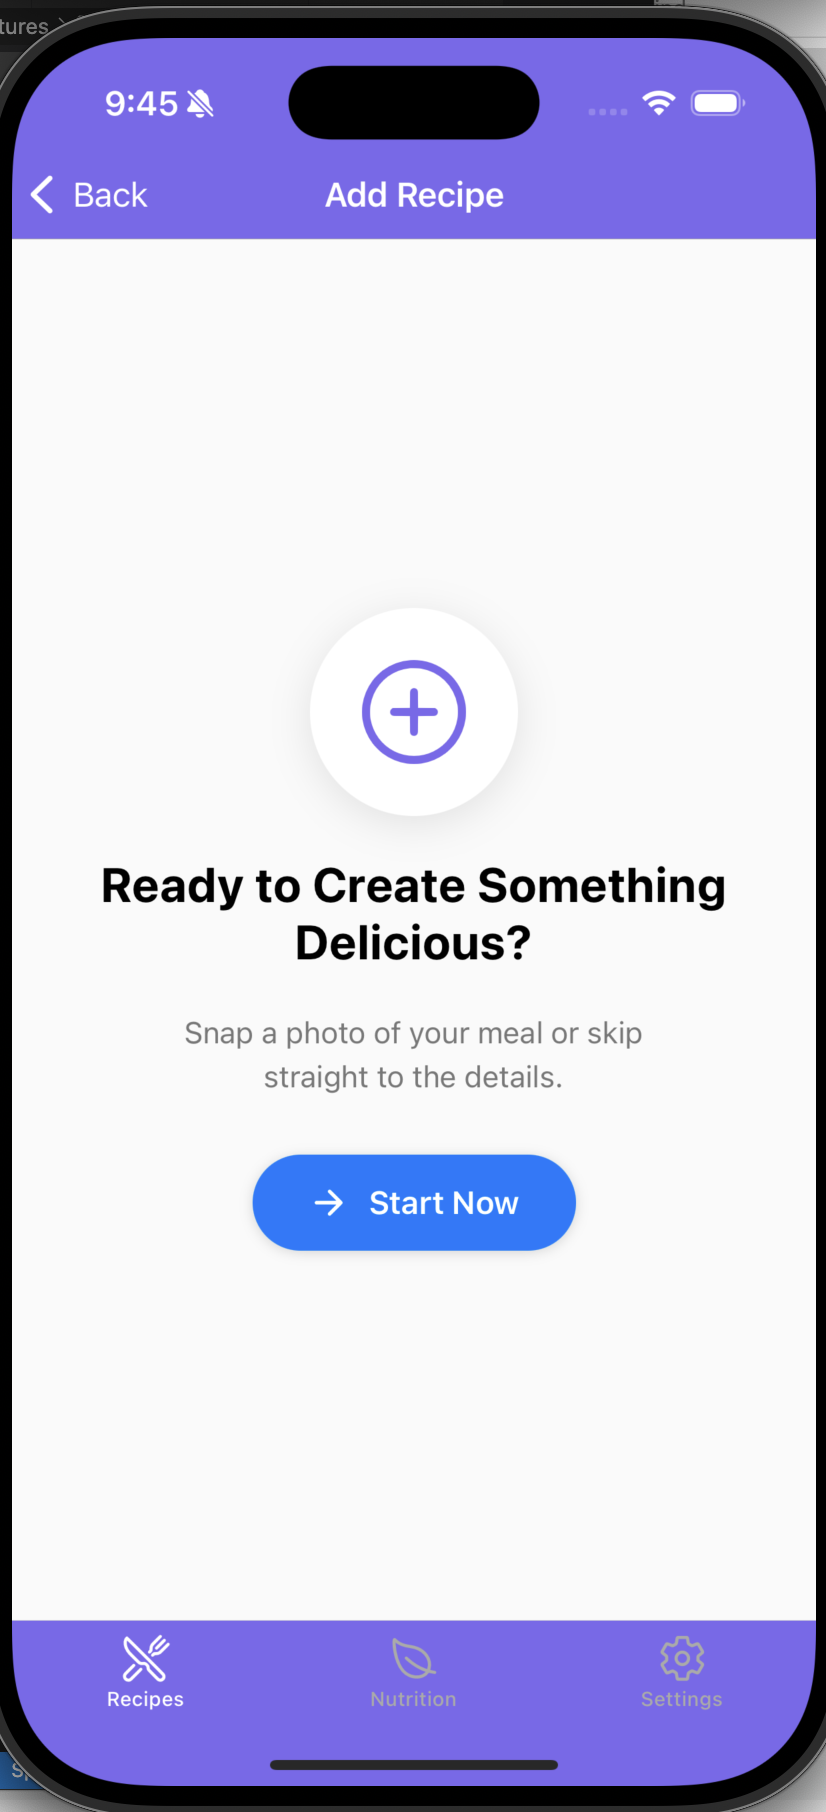 tures
9:45
Back
Add Recipe
Ready to Create Something
Delicious?
Snap a photo of your meal or skip
straight to the details.
Start Now
Recipes
Nutrition
Settings